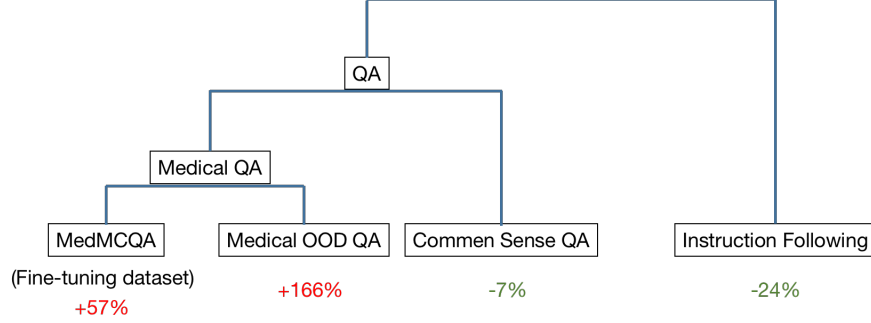 QA
Medical QA
MedMCQA
Medical OOD QA
Commen Sense QA
Instruction Following
(Fine-tuning dataset)
+57%
+166%
-7%
-24%